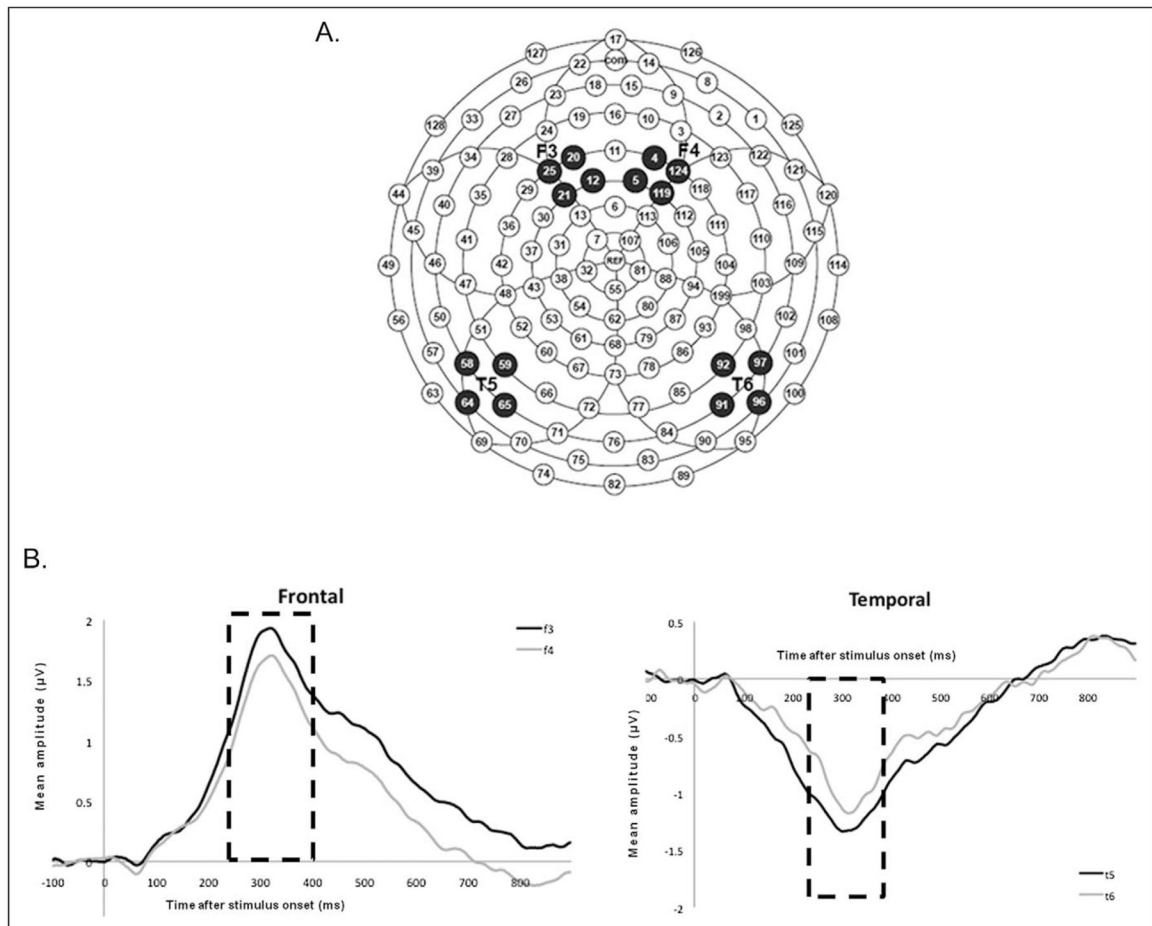 A.
17
127 126
com
22 14
26 8
18 15
23 9
33 27 2 1
19 16 10
128 125
24 3
F3 F4
11
34 28 20 4 123 122
39 25 124 121
12 5
44 35 29 21 119 118 117 120
40 116
6
30 13 113 112
36 111
45 115
41 31 7 107 106 110
37 105
REF
49 46 42 32 81 104 109 114
38 88
47 43 55 94 103
48 199
54 80
50 56 53 62 87 102 108
51 52 93 98
61 79
68
57 60 86 101
58 59 67 78 92 97
73
T5 T6
63 66 85 100
64 65 72 77 91 96
71 84
69 70 76 90 95
75 83
74 89
82
B.
Frontal
2
1.5
1
0.5
0
Mean amplitude (µV)
f3
f4
-100 0 100 200 300 400 500 600 700 800
Time after stimulus onset (ms)
Temporal
0.5
Time after stimulus onset (ms)
00 0 100 200 300 400 500 600 700 800
-0.5
-1
-1.5
-2
Mean amplitude (µV)
t5
t6